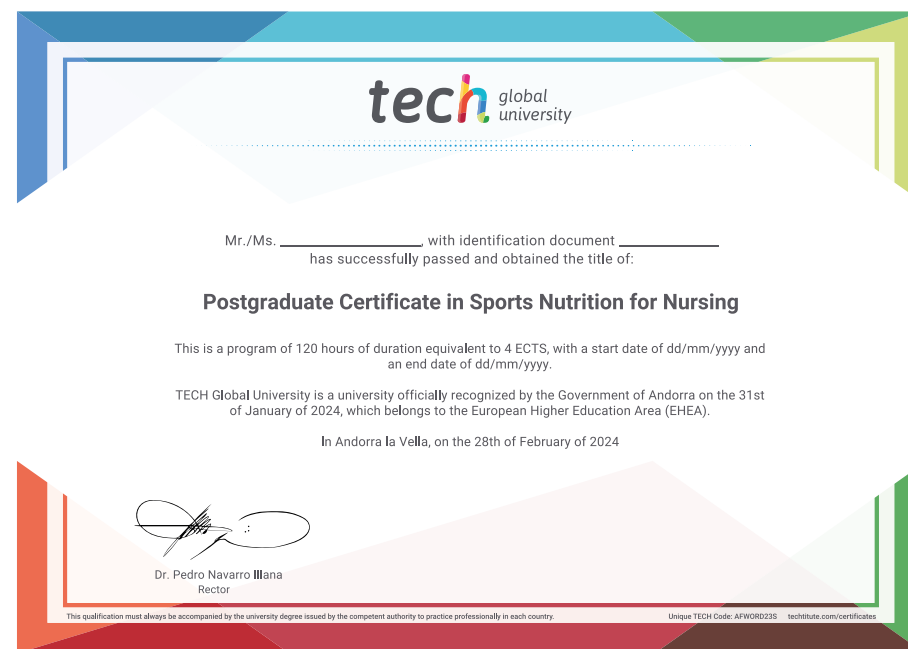 tech global university
Mr./Ms. ____________, with identification document ____________
has successfully passed and obtained the title of:
Postgraduate Certificate in Sports Nutrition for Nursing
This is a program of 120 hours of duration equivalent to 4 ECTS, with a start date of dd/mm/yyyy and
an end date of dd/mm/yyyy.
TECH Global University is a university officially recognized by the Government of Andorra on the 31st
of January of 2024, which belongs to the European Higher Education Area (EHEA).
In Andorra la Vella, on the 28th of February of 2024
Dr. Pedro Navarro Illana
Rector
This qualification must always be accompanied by the university degree issued by the competent authority to practice professionally in each country.
Unique TECH Code: AFWORD23S techtitute.com/certificates